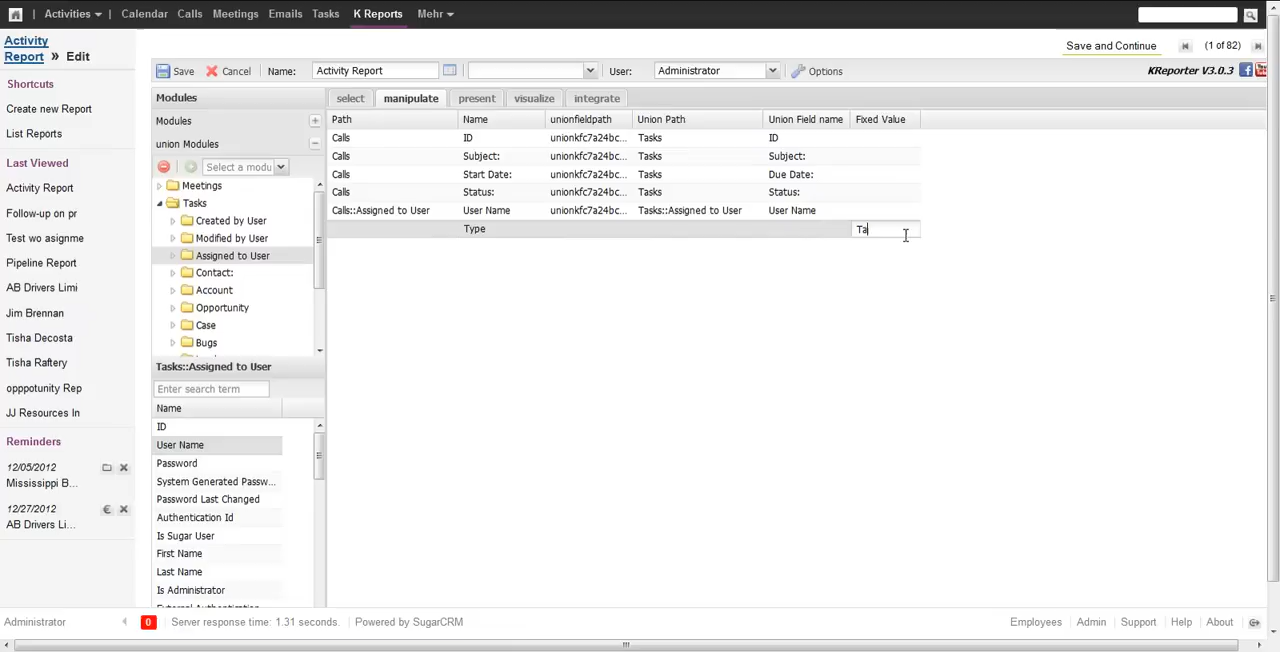 Activities Calendar Calls Meetings Emails Tasks K Reports Mehr
Activity Report » Edit
Save and Continue (1 of 82)
Save Cancel Name: Activity Report User: Administrator Options KReporter V3.0.3
Shortcuts
Create new Report
List Reports
Last Viewed
Activity Report
Follow-up on pr
Test wo asignme
Pipeline Report
AB Drivers Limi
Jim Brennan
Tisha Decosta
Tisha Raftery
opppotunity Rep
JJ Resources In
Reminders
12/05/2012
Mississippi B...
12/27/2012 €
AB Drivers Li...
Modules
Modules
union Modules
Select a modu
Meetings
Tasks
Created by User
Modified by User
Assigned to User
Contact:
Account
Opportunity
Case
Bugs
Tasks::Assigned to User
Enter search term
Name
ID
User Name
Password
System Generated Passw...
Password Last Changed
Authentication Id
Is Sugar User
First Name
Last Name
Is Administrator
External Authentication
select manipulate present visualize integrate
Path Name unionfieldpath Union Path Union Field name Fixed Value
Calls ID unionkfc7a24bc... Tasks ID
Calls Subject: unionkfc7a24bc... Tasks Subject:
Calls Start Date: unionkfc7a24bc... Tasks Due Date:
Calls Status: unionkfc7a24bc... Tasks Status:
Calls::Assigned to User User Name unionkfc7a24bc... Tasks::Assigned to User User Name
Type Ta
Administrator 0 Server response time: 1.31 seconds. Powered by SugarCRM Employees Admin Support Help About